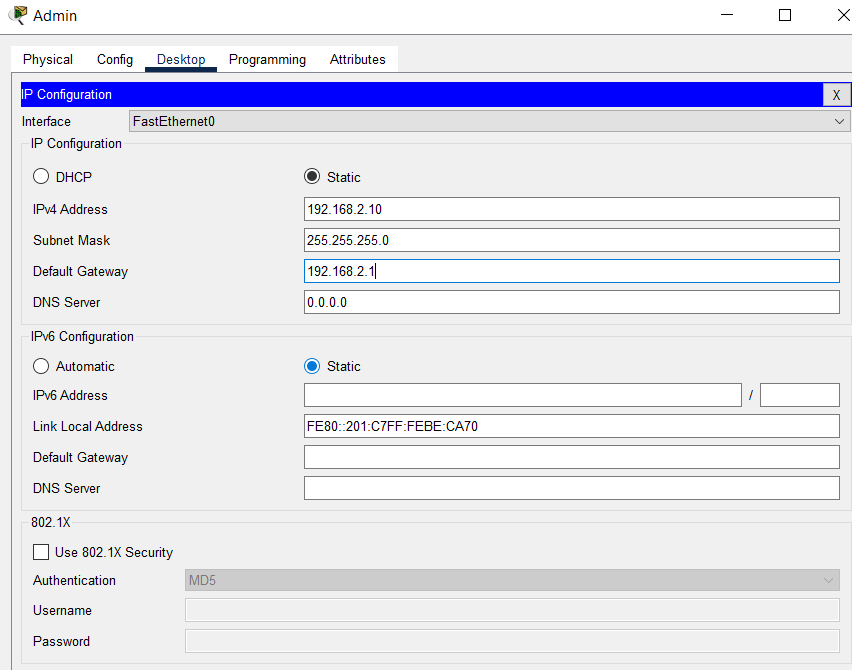 Admin
Physical Config Desktop Programming Attributes
IP Configuration X
Interface FastEthernet0
IP Configuration
DHCP Static
IPv4 Address 192.168.2.10
Subnet Mask 255.255.255.0
Default Gateway 192.168.2.1
DNS Server 0.0.0.0
IPv6 Configuration
Automatic Static
IPv6 Address /
Link Local Address FE80::201:C7FF:FEBE:CA70
Default Gateway
DNS Server
802.1X
Use 802.1X Security
Authentication MD5
Username
Password